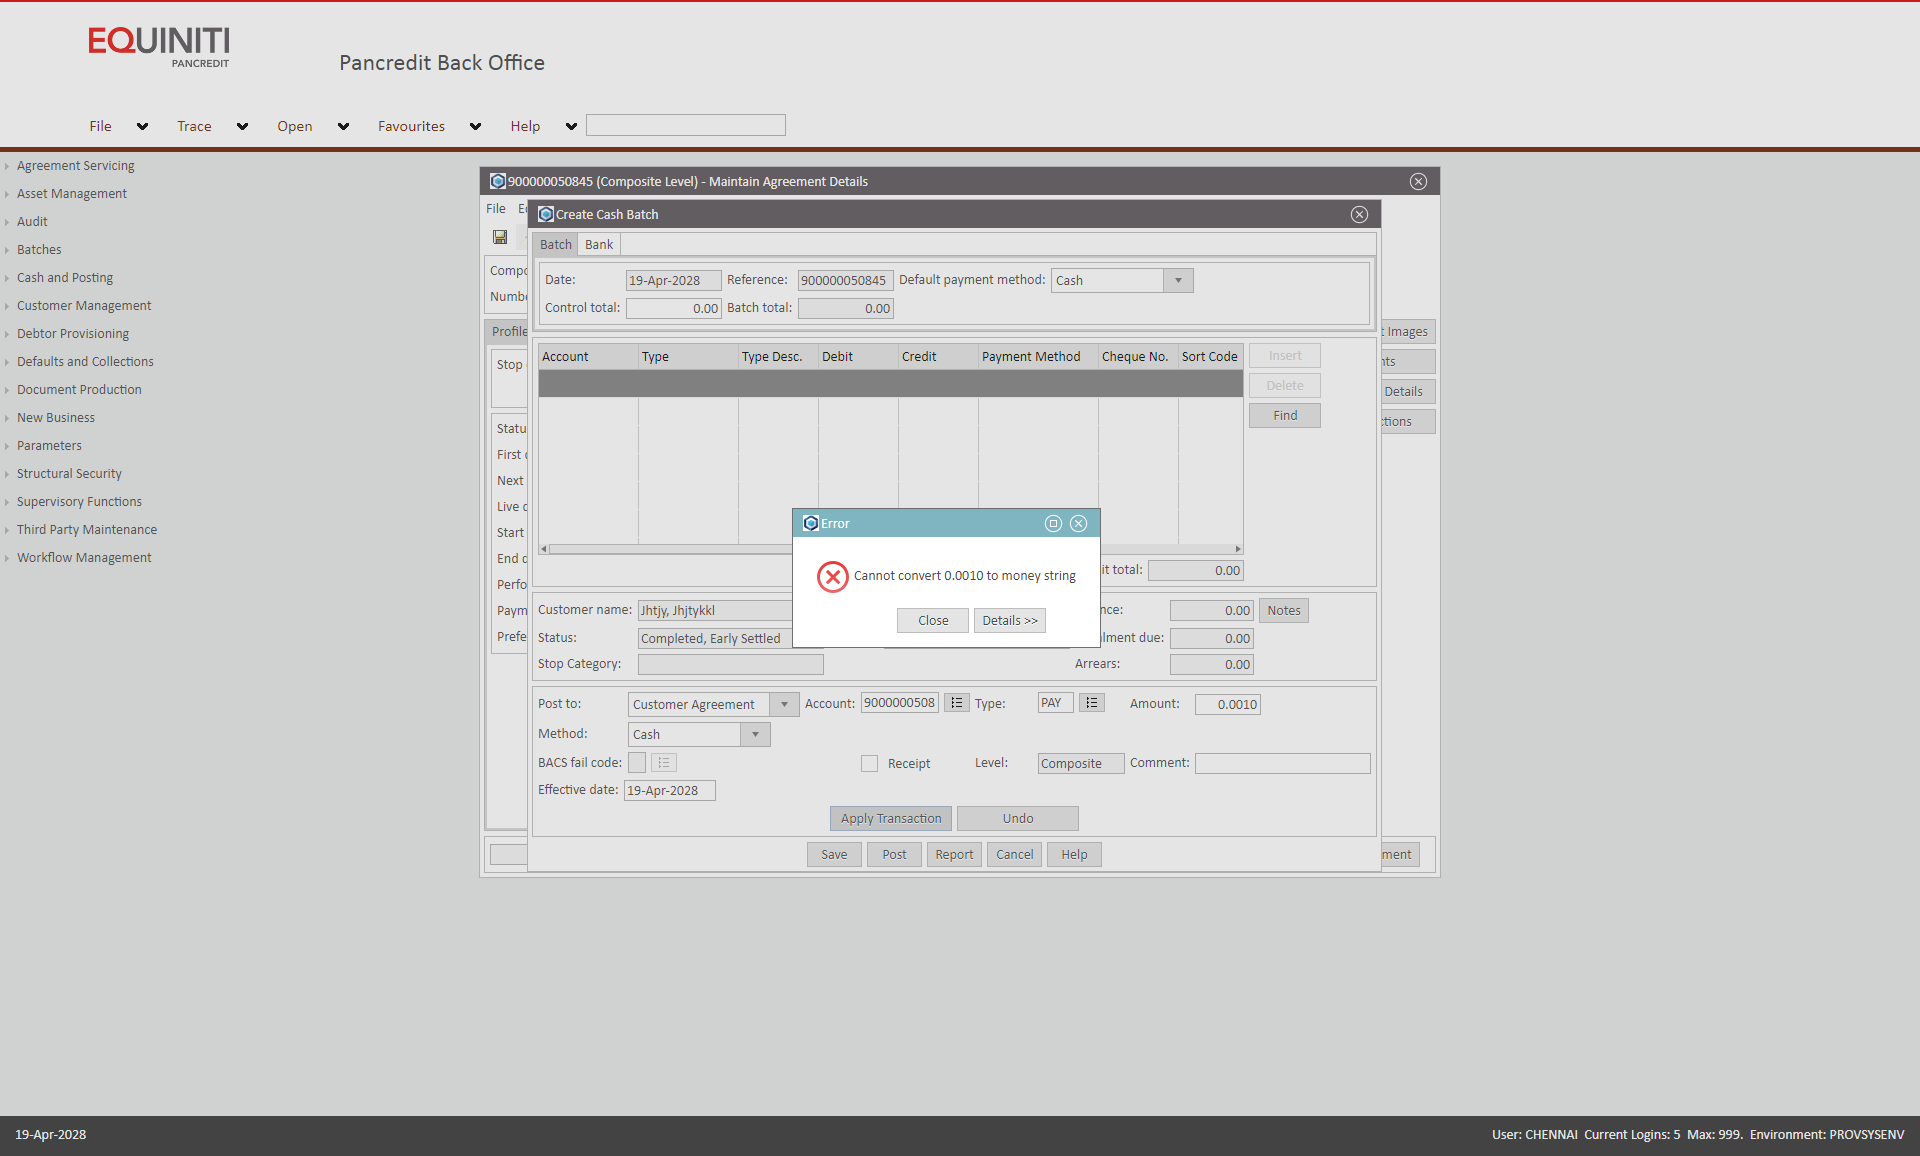 EQUINITI
PANCREDIT
Pancredit Back Office
File Trace Open Favourites Help
Agreement Servicing
Asset Management
Audit
Batches
Cash and Posting
Customer Management
Debtor Provisioning
Defaults and Collections
Document Production
New Business
Parameters
Structural Security
Supervisory Functions
Third Party Maintenance
Workflow Management
900000050845 (Composite Level) - Maintain Agreement Details
File
Create Cash Batch
Batch Bank
Date: 19-Apr-2028 Reference: 900000050845 Default payment method: Cash
Control total: 0.00 Batch total: 0.00
Profile
Images
Details
Account Type Type Desc. Debit Credit Payment Method Cheque No. Sort Code
Insert
Delete
Find
Stop
First
Next
Live
Start
End
Error
Cannot convert 0.0010 to money string
Close Details >>
it total: 0.00
Customer name: Jhtjy, Jhjtykkl nce: 0.00 Notes
Status: Completed, Early Settled lment due: 0.00
Stop Category: Arrears: 0.00
Post to: Customer Agreement Account: 9000000508 Type: PAY Amount: 0.0010
Method: Cash
BACS fail code: Receipt Level: Composite Comment:
Effective date: 19-Apr-2028
Apply Transaction Undo
Save Post Report Cancel Help
ment
19-Apr-2028
User: CHENNAI Current Logins: 5 Max: 999. Environment: PROVSYSENV